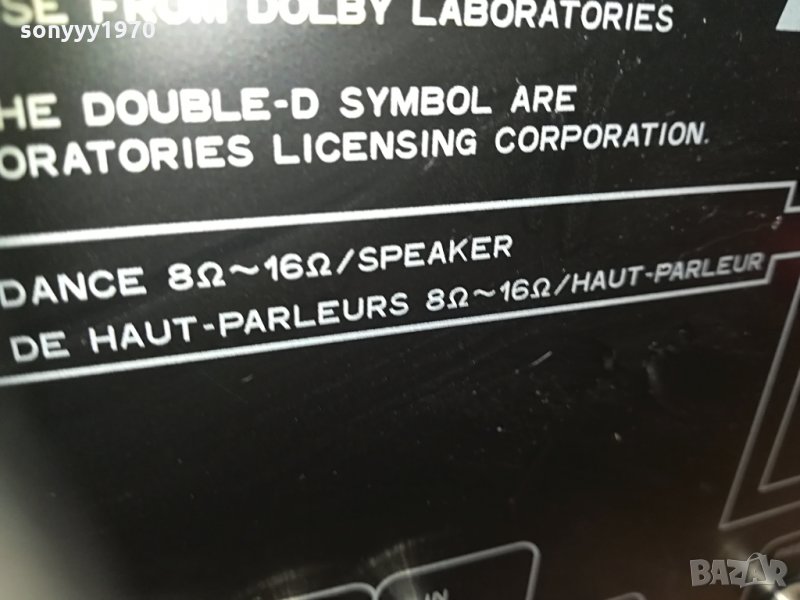 sonyyy1970
SE FROM DOLBY LABORATORIES
HE DOUBLE-D SYMBOL ARE
ORATORIES LICENSING CORPORATION.
DANCE 8Ω~16Ω/SPEAKER
DE HAUT-PARLEURS 8Ω~16Ω/HAUT-PARLEUR
IN
BAZAR